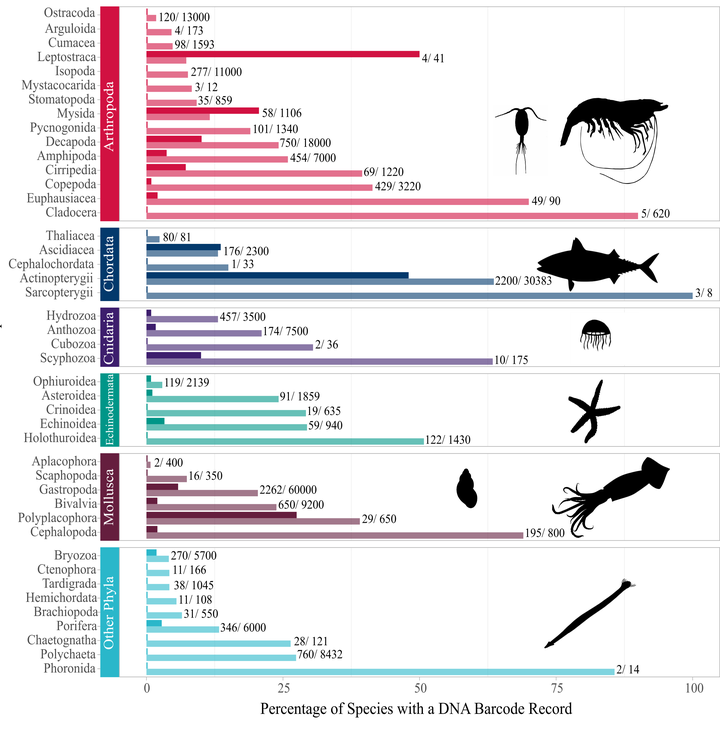 Arthropoda
Ostracoda 120/ 13000
Arguloida 4/ 173
Cumacea 98/ 1593
Leptostraca 4/ 41
Isopoda 277/ 11000
Mystacocarida 3/ 12
Stomatopoda 35/ 859
Mysida 58/ 1106
Pycnogonida 101/ 1340
Decapoda 750/ 18000
Amphipoda 454/ 7000
Cirripedia 69/ 1220
Copepoda 429/ 3220
Euphausiacea 49/ 90
Cladocera 5/ 620
Chordata
Thaliacea 80/ 81
Ascidiacea 176/ 2300
Cephalochordata 1/ 33
Actinopterygii 2200/ 30383
Sarcopterygii 3/ 8
Cnidaria
Hydrozoa 457/ 3500
Anthozoa 174/ 7500
Cubozoa 2/ 36
Scyphozoa 10/ 175
Echinodermata
Ophiuroidea 119/ 2139
Asteroidea 91/ 1859
Crinoidea 19/ 635
Echinoidea 59/ 940
Holothuroidea 122/ 1430
Mollusca
Aplacophora 2/ 400
Scaphopoda 16/ 350
Gastropoda 2262/ 60000
Bivalvia 650/ 9200
Polyplacophora 29/ 650
Cephalopoda 195/ 800
Other Phyla
Bryozoa 270/ 5700
Ctenophora 11/ 166
Tardigrada 38/ 1045
Hemichordata 11/ 108
Brachiopoda 31/ 550
Porifera 346/ 6000
Chaetognatha 28/ 121
Polychaeta 760/ 8432
Phoronida 2/ 14
0 25 50 75 100
Percentage of Species with a DNA Barcode Record